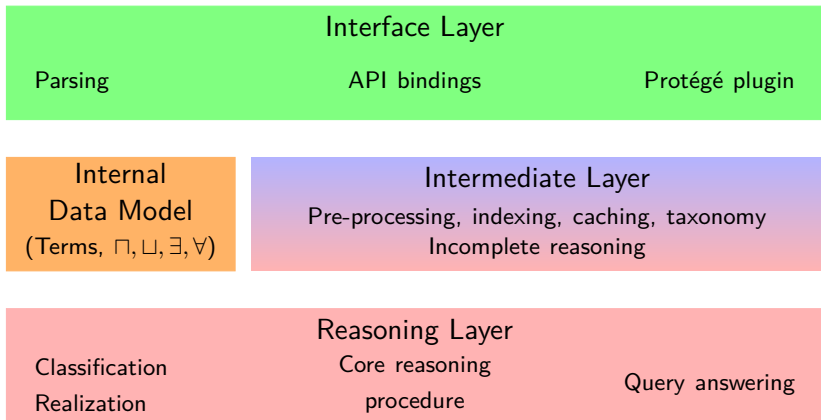 Interface Layer
Parsing
API bindings
Protégé plugin
Internal
Data Model
(Terms, ⊓, ⊔, ∃, ∀)
Intermediate Layer
Pre-processing, indexing, caching, taxonomy
Incomplete reasoning
Reasoning Layer
Classification
Realization
Core reasoning
procedure
Query answering